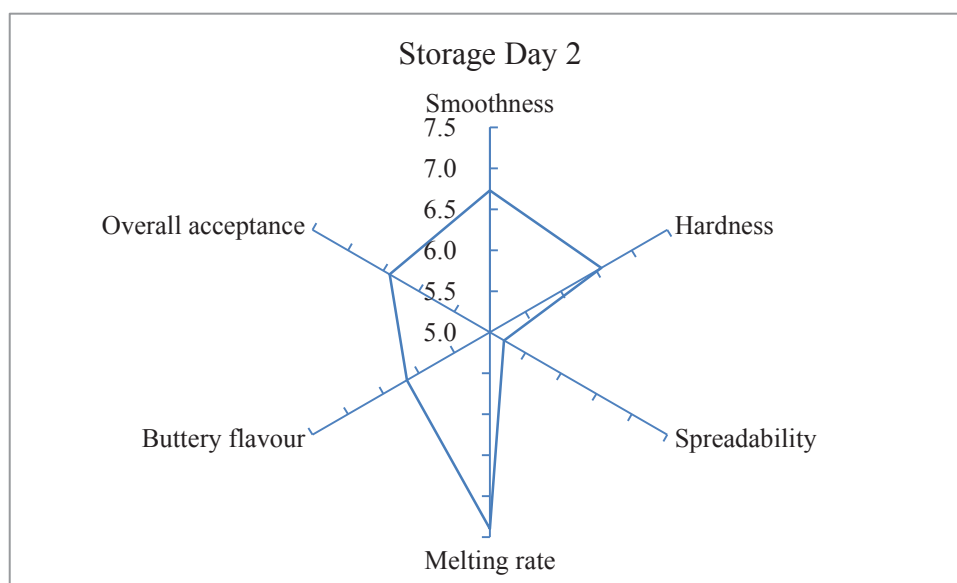 Storage Day 2
Smoothness
7.5
7.0
6.5
6.0
5.5
5.0
Overall acceptance
Hardness
Buttery flavour
Spreadability
Melting rate